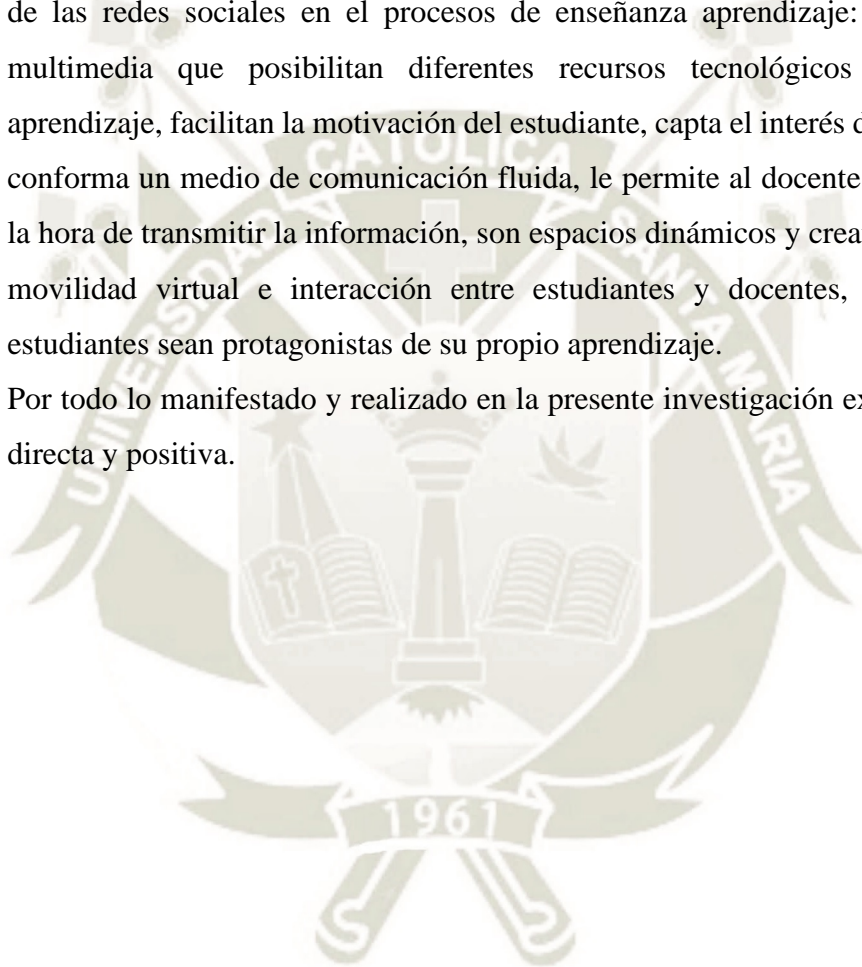 de las redes sociales en el procesos de enseñanza aprendizaje:
multimedia que posibilitan diferentes recursos tecnológicos
aprendizaje, facilitan la motivación del estudiante, capta el interés
conforma un medio de comunicación fluida, le permite al docente
la hora de transmitir la información, son espacios dinámicos y
movilidad virtual e interacción entre estudiantes y docentes,
estudiantes sean protagonistas de su propio aprendizaje.
Por todo lo manifestado y realizado en la presente investigación
directa y positiva.
UNIVERSIDAD CATOLICA SANTA MARIA
1961